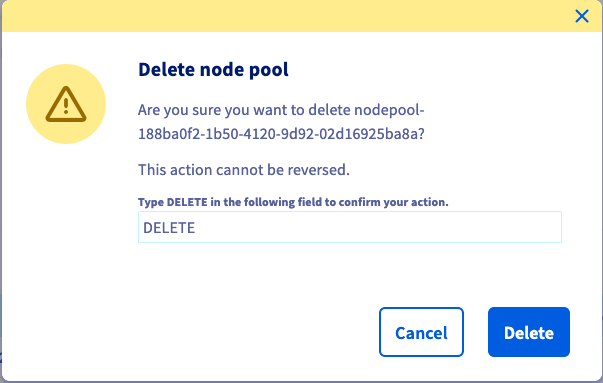 Delete node pool
Are you sure you want to delete nodepool-
188ba0f2-1b50-4120-9d92-02d16925ba8a?
This action cannot be reversed.
Type DELETE in the following field to confirm your action.
DELETE
Cancel
Delete